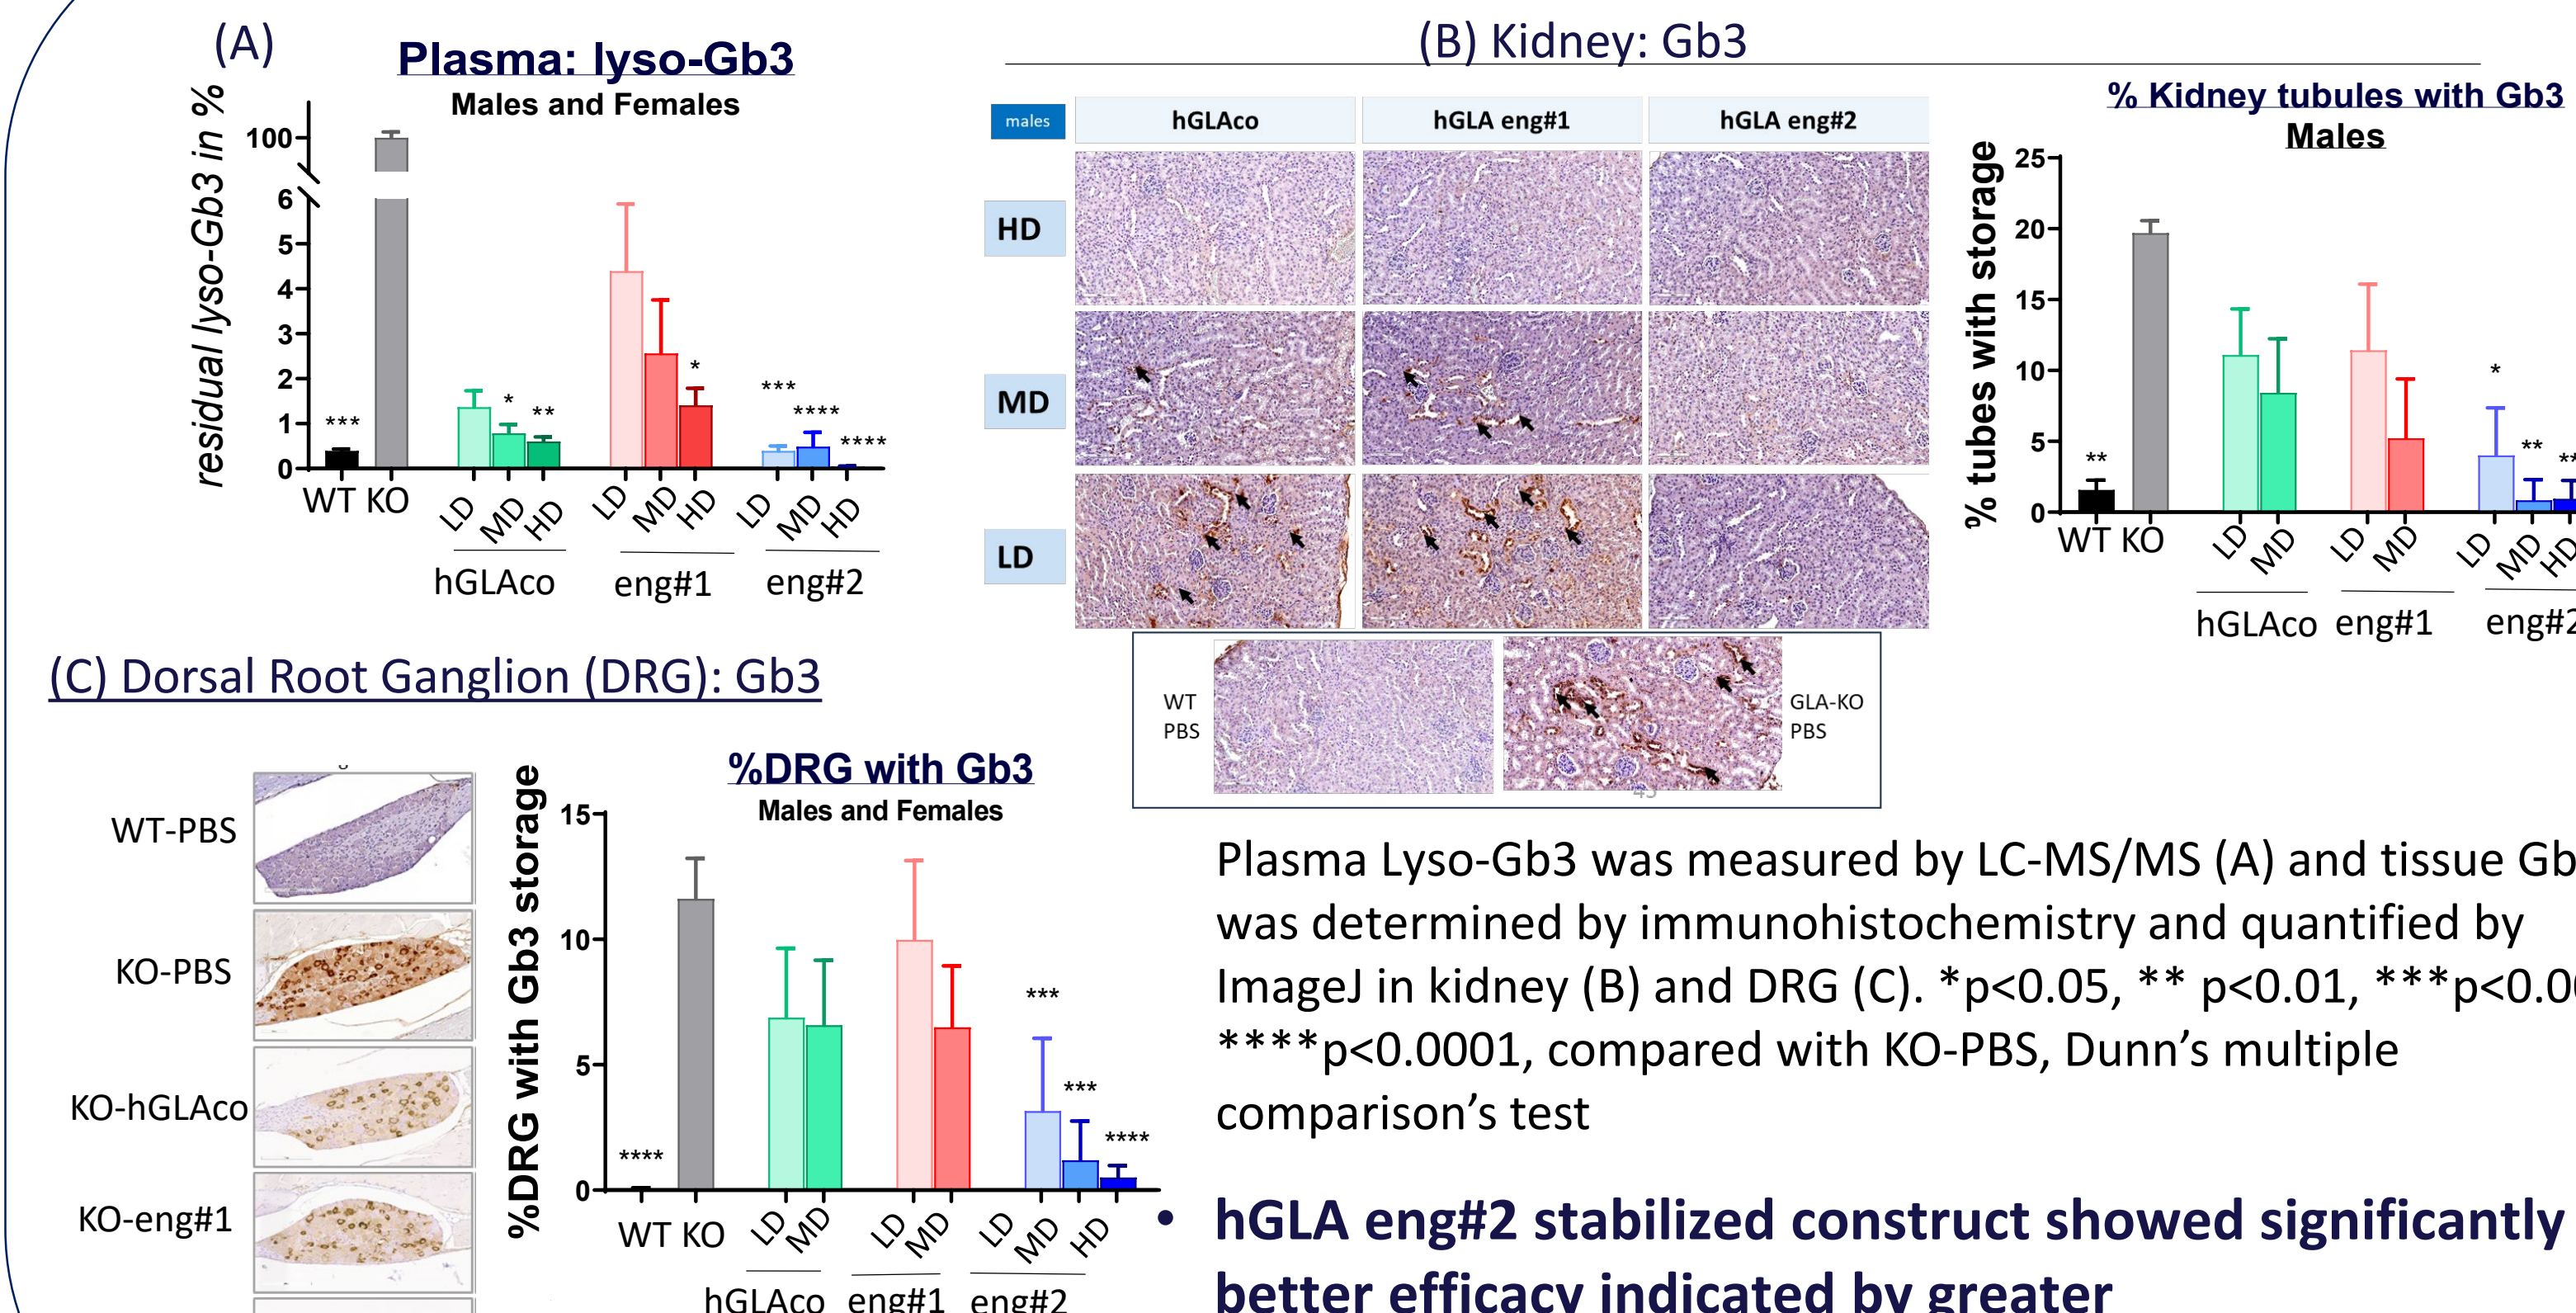 (A)
Plasma: lyso-Gb3
Males and Females
residual lyso-Gb3 in %
100
6
5
4
3
2
1
0
***
*
**
*
***
****
****
WT KO
LD MD HD
LD MD HD
LD MD HD
hGLAco eng#1 eng#2
(B) Kidney: Gb3
males
hGLAco
hGLA eng#1
hGLA eng#2
HD
MD
LD
WT
PBS
GLA-KO
PBS
% Kidney tubules with Gb3
Males
% tubes with storage
25
20
15
10
5
0
**
*
**
**
WT KO
LD MD
LD MD
LD MD HD
hGLAco eng#1 eng#2
(C) Dorsal Root Ganglion (DRG): Gb3
WT-PBS
KO-PBS
KO-hGLAco
KO-eng#1
%DRG with Gb3
Males and Females
%DRG with Gb3 storage
15
10
5
0
****
***
***
****
WT KO
LD MD
LD MD
LD MD HD
hGLAco eng#1 eng#2
Plasma Lyso-Gb3 was measured by LC-MS/MS (A) and tissue Gb
was determined by immunohistochemistry and quantified by
ImageJ in kidney (B) and DRG (C). *p<0.05, ** p<0.01, ***p<0.00
****p<0.0001, compared with KO-PBS, Dunn’s multiple
comparison’s test
• hGLA eng#2 stabilized construct showed significantly
better efficacy indicated by greater